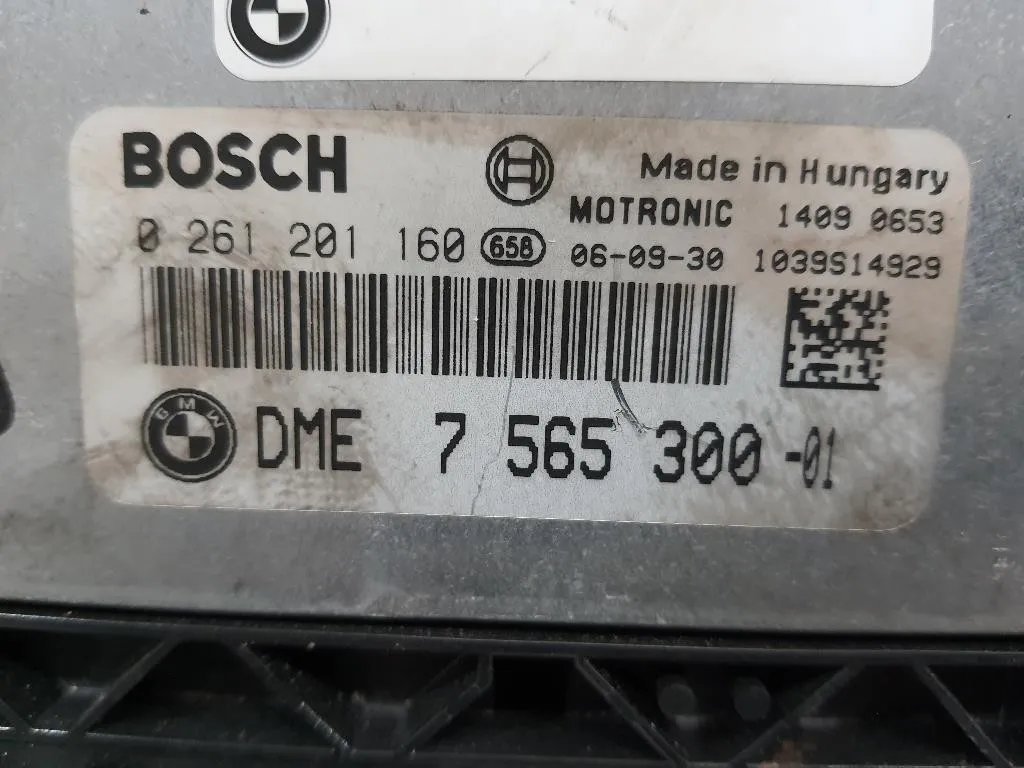 BOSCH
Made in Hungary
MOTRONIC 1409 0653
0 261 201 160 658 06-09-30 1039S14929
BMW DME 7 565 300-01